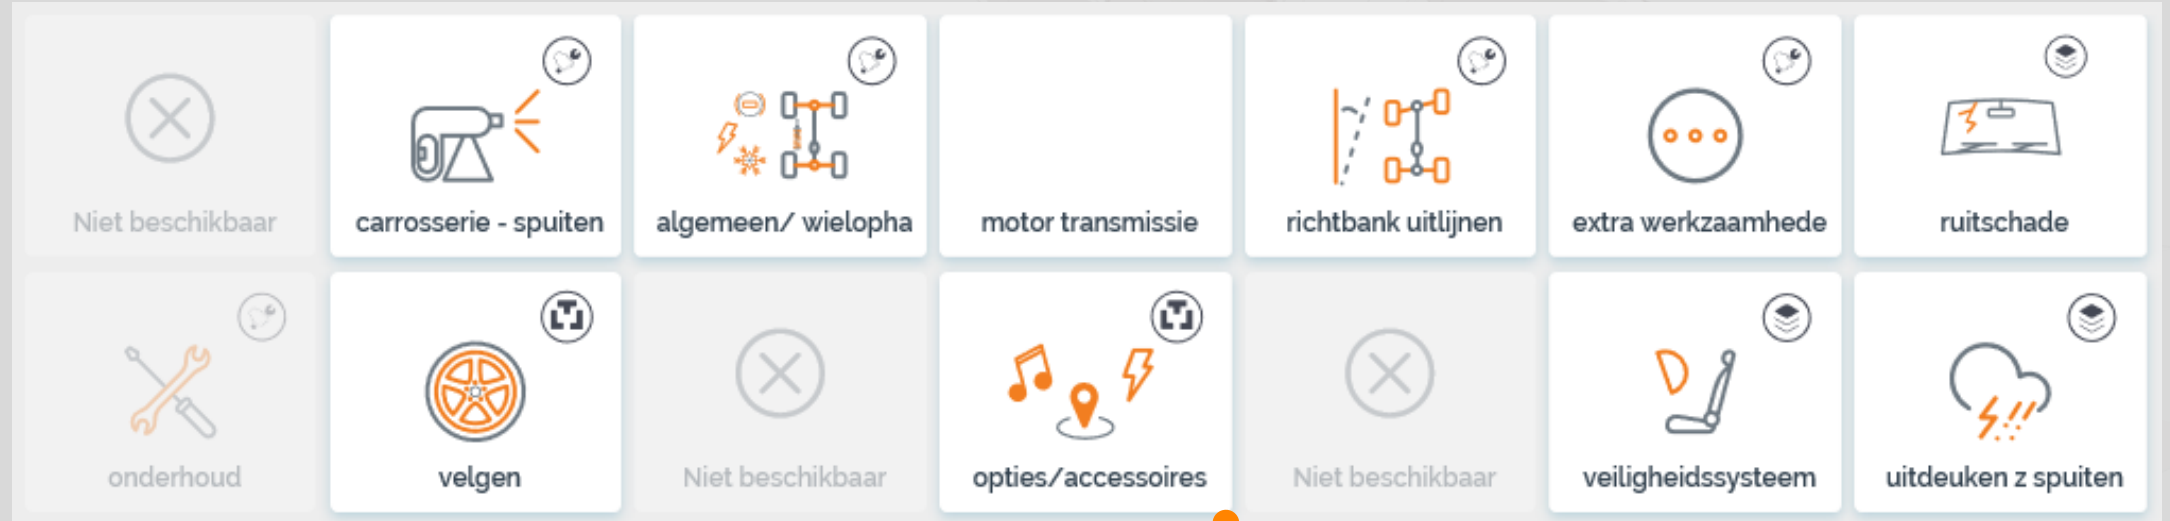 Niet beschikbaar
carrosserie - spuiten
algemeen/ wielopha
motor transmissie
richtbank uitlijnen
extra werkzaamhede
ruitschade
onderhoud
velgen
Niet beschikbaar
opties/accessoires
Niet beschikbaar
veiligheidssysteem
uitdeuken z spuiten